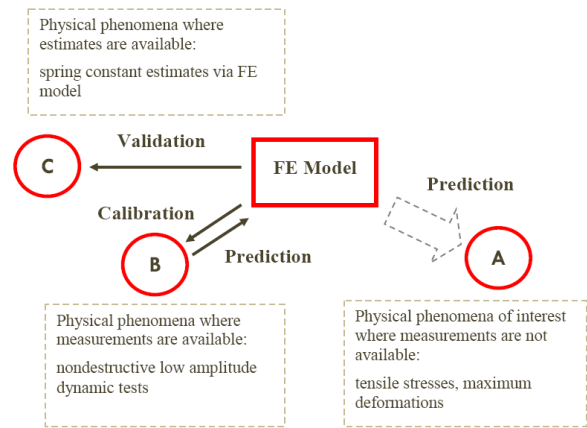 Physical phenomena where
estimates are available:
spring constant estimates via FE
model
Validation
C
FE Model
Prediction
Calibration
B
Prediction
A
Physical phenomena where
measurements are available:
nondestructive low amplitude
dynamic tests
Physical phenomena of interest
where measurements are not
available:
tensile stresses, maximum
deformations